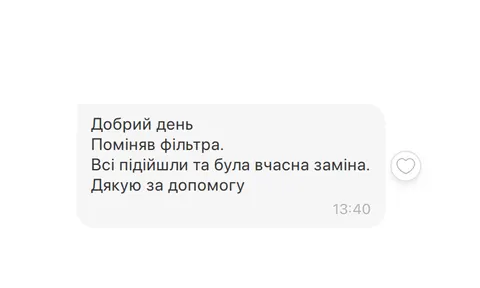 Добрий день
Поміняв фільтра.
Всі підійшли та була вчасна заміна.
Дякую за допомогу
13:40